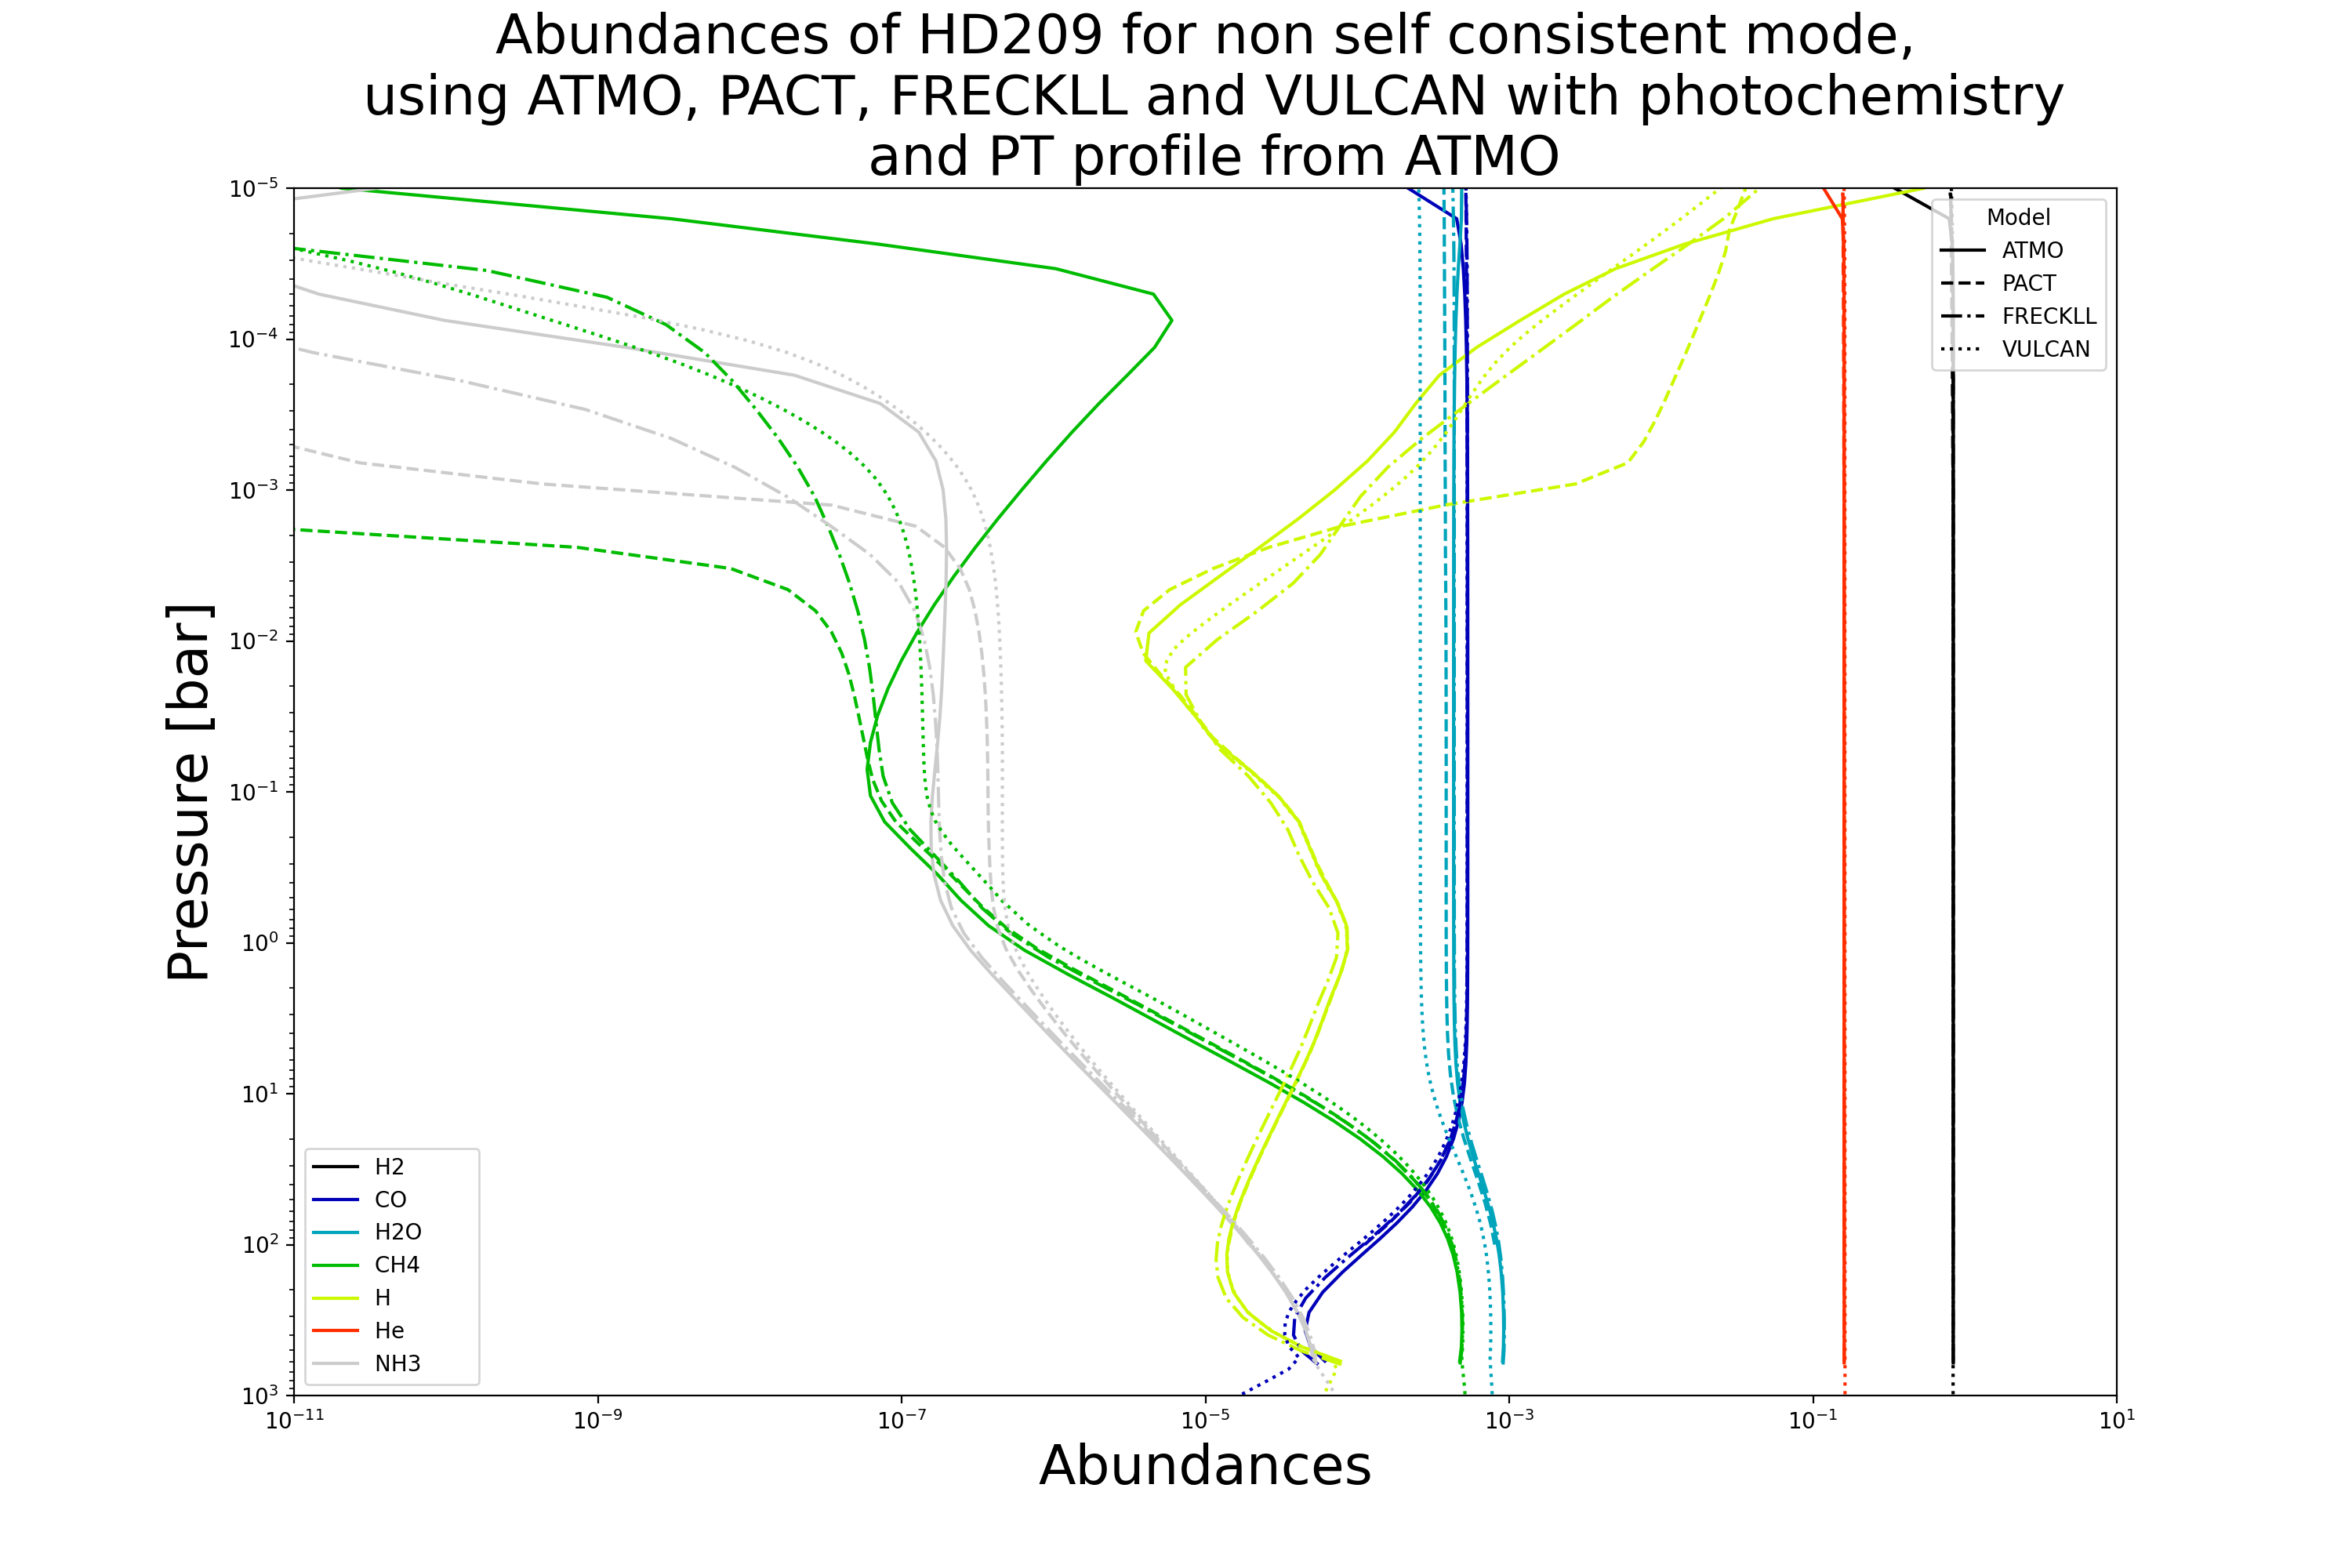 Abundances of HD209 for non self consistent mode,
using ATMO, PACT, FRECKLL and VULCAN with photochemistry
and PT profile from ATMO
Pressure [bar]
10⁻⁵
10⁻⁴
10⁻³
10⁻²
10⁻¹
10⁰
10¹
10²
10³
Model
ATMO
PACT
FRECKLL
VULCAN
H2
CO
H2O
CH4
H
He
NH3
10⁻¹¹
10⁻⁹
10⁻⁷
10⁻⁵
10⁻³
10⁻¹
10¹
Abundances